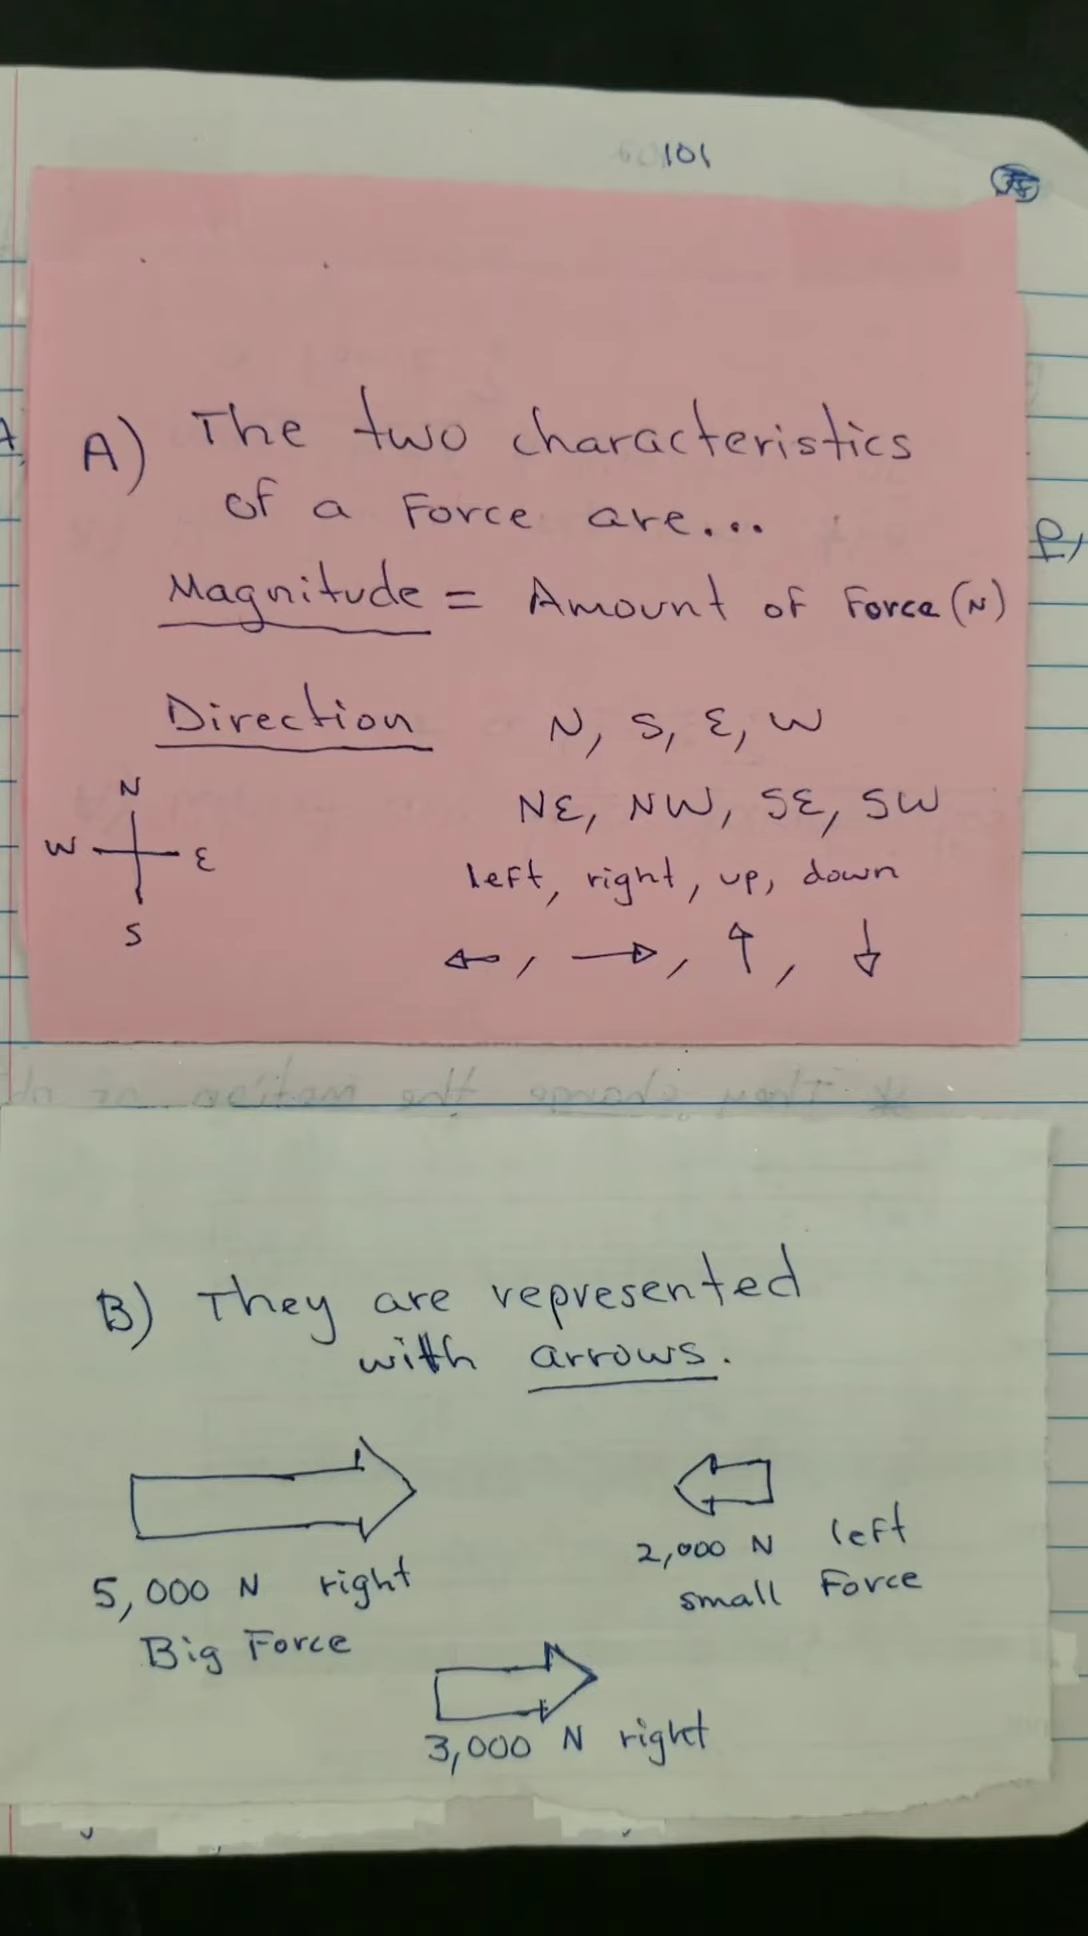 101
A) The two characteristics
of a Force are...
Magnitude = Amount of Force (N)
Direction N, S, E, W
NE, NW, SE, SW
left, right, up, down
←, →, ↑, ↓
N
W E
S
B) They are represented
with arrows.
5,000 N right
Big Force
2,000 N left
small Force
3,000 N right